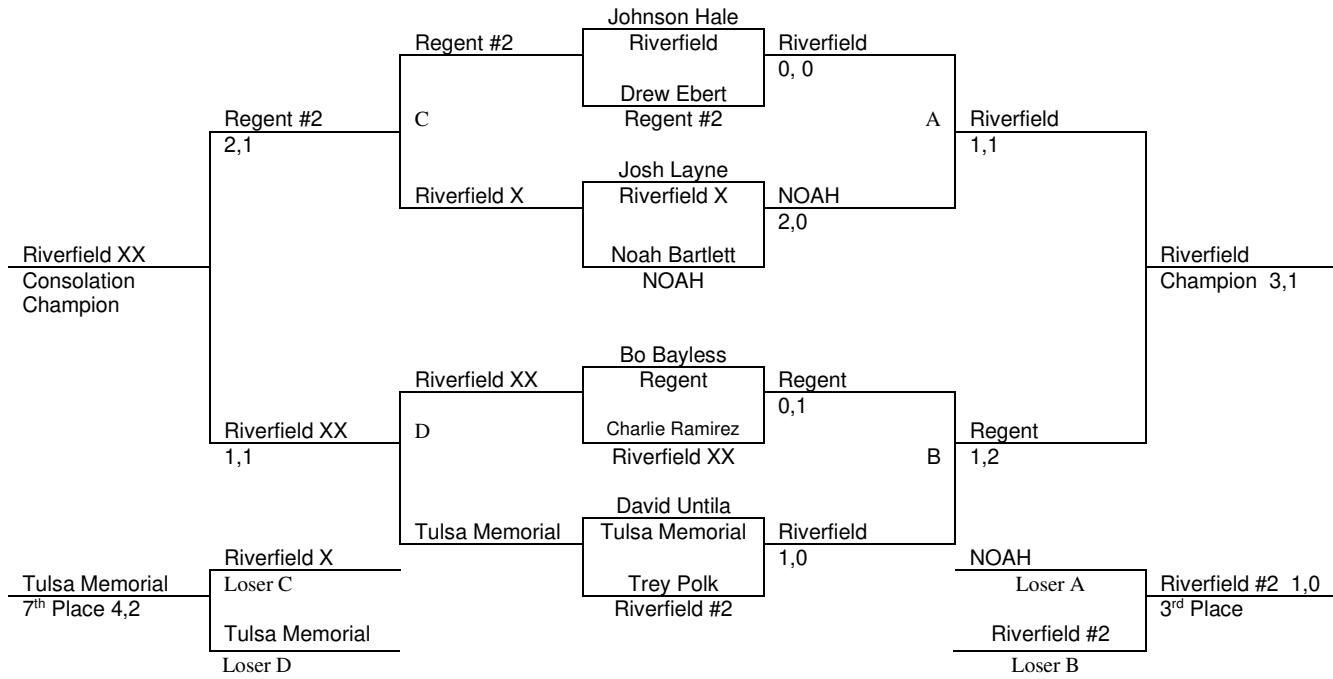 Johnson Hale
Regent #2
Riverfield
Riverfield
0, 0
Drew Ebert
Regent #2
Regent #2
2,1
C
A
Riverfield
1,1
Josh Layne
Riverfield X
Riverfield X
NOAH
2,0
Noah Bartlett
NOAH
Riverfield XX
Consolation
Champion
Riverfield
Champion 3,1
Bo Bayless
Riverfield XX
Regent
Regent
0,1
Charlie Ramirez
Riverfield XX
Riverfield XX
1,1
D
B
Regent
1,2
David Untila
Tulsa Memorial
Tulsa Memorial
Riverfield
1,0
Trey Polk
Riverfield #2
Riverfield X
Loser C
Tulsa Memorial
7th Place 4,2
Tulsa Memorial
Loser D
NOAH
Loser A
Riverfield #2 1,0
3rd Place
Riverfield #2
Loser B